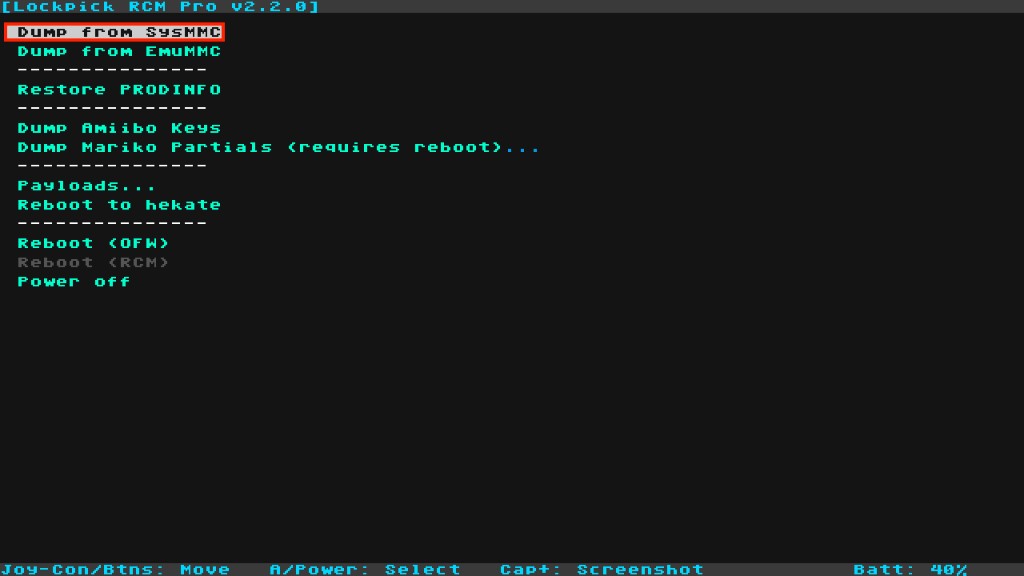 [Lockpick RCM Pro v2.2.0]
Dump from SysMMC
Dump from EmuMMC
---------------
Restore PRODINFO
---------------
Dump Amiibo Keys
Dump Mariko Partials (requires reboot)...
---------------
Payloads...
Reboot to hekate
---------------
Reboot (OFW)
Reboot (RCM)
Power off
Joy-Con/Btns: Move A/Power: Select Cap+: Screenshot Batt: 40%